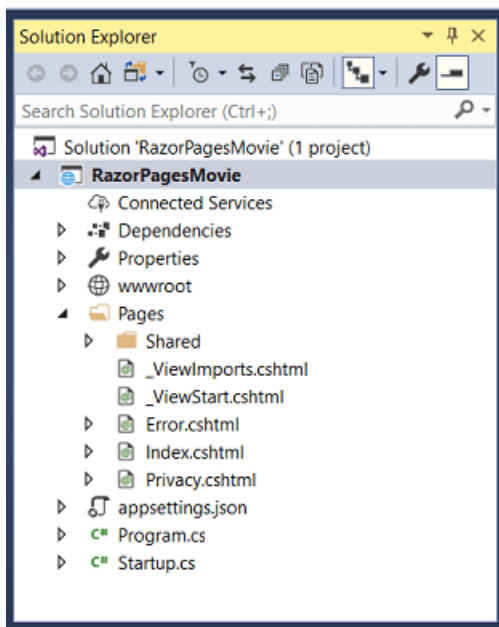 Solution Explorer
Search Solution Explorer (Ctrl+;)
Solution 'RazorPagesMovie' (1 project)
RazorPagesMovie
Connected Services
Dependencies
Properties
wwwroot
Pages
Shared
_ViewImports.cshtml
_ViewStart.cshtml
Error.cshtml
Index.cshtml
Privacy.cshtml
appsettings.json
C# Program.cs
C# Startup.cs